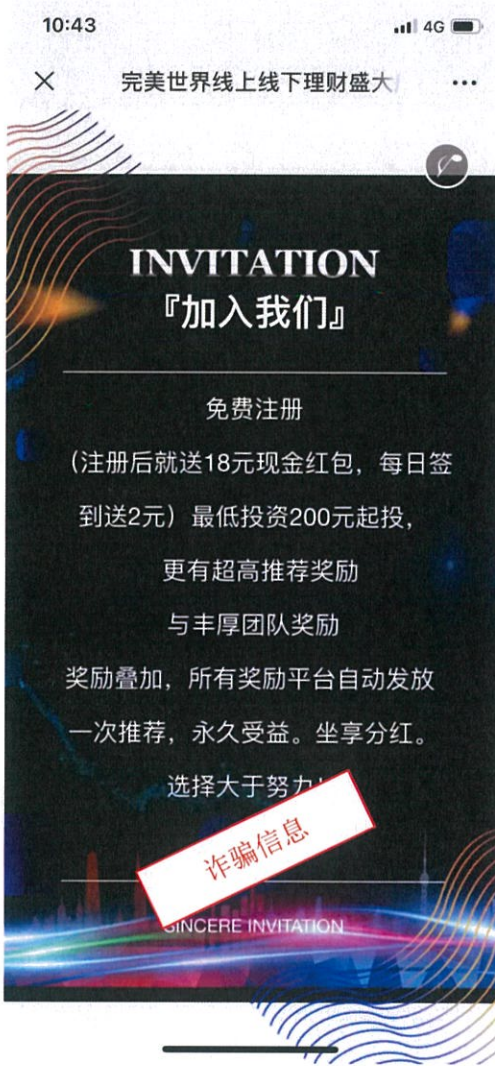 10:43
4G
完美世界线上线下理财盛大
INVITATION
『加入我们』
免费注册
（注册后就送18元现金红包，每日签
到送2元）最低投资200元起投，
更有超高推荐奖励
与丰厚团队奖励
奖励叠加，所有奖励平台自动发放
一次推荐，永久受益。坐享分红。
选择大于努力！
诈骗信息
SINCERE INVITATION